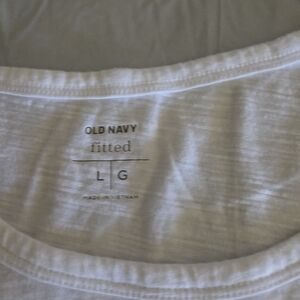 OLD NAVY
fitted
L | G
MADE IN VIETNAM